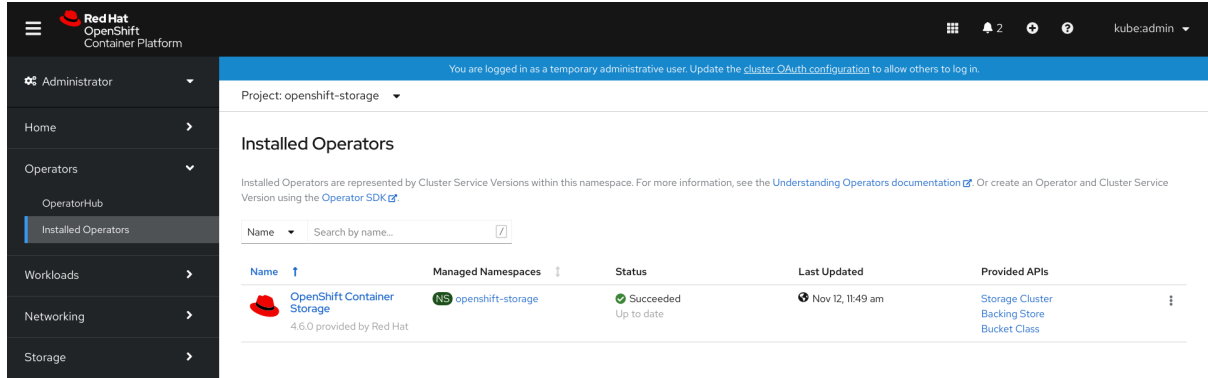 Red Hat
OpenShift
Container Platform
2
kube:admin
Administrator
You are logged in as a temporary administrative user. Update the cluster OAuth configuration to allow others to log in.
Project: openshift-storage
Home
Installed Operators
Operators
Installed Operators are represented by Cluster Service Versions within this namespace. For more information, see the Understanding Operators documentation. Or create an Operator and Cluster Service
Version using the Operator SDK.
OperatorHub
Installed Operators
Name
Search by name...
/
Workloads
Name
Managed Namespaces
Status
Last Updated
Provided APIs
OpenShift Container
Storage
4.6.0 provided by Red Hat
NS openshift-storage
Succeeded
Up to date
Nov 12, 11:49 am
Storage Cluster
Backing Store
Bucket Class
Networking
Storage